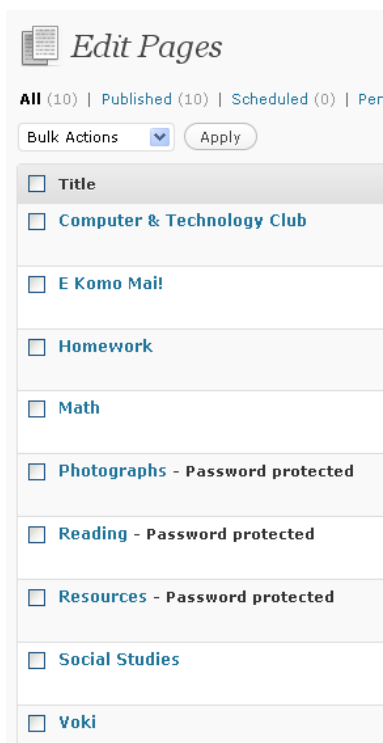 Edit Pages
All (10) | Published (10) | Scheduled (0) |
Bulk Actions Apply
Title
Computer & Technology Club
E Komo Mai!
Homework
Math
Photographs - Password protected
Reading - Password protected
Resources - Password protected
Social Studies
Voki